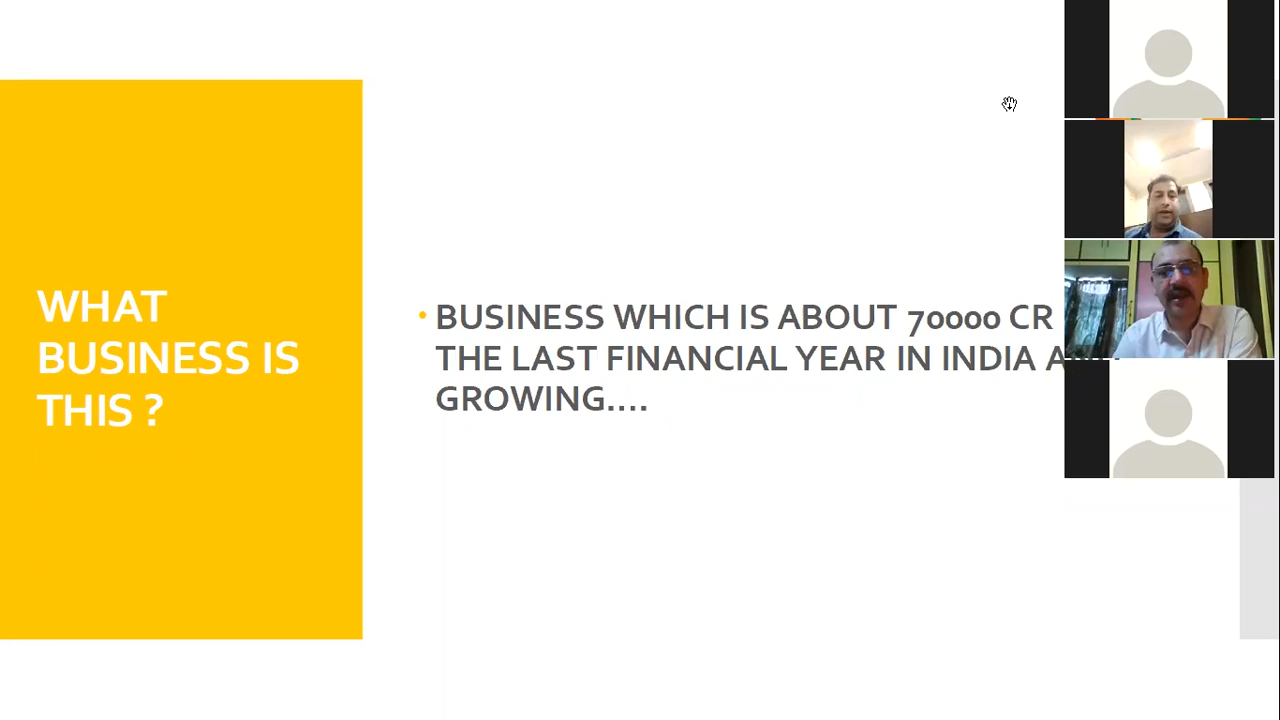 WHAT
BUSINESS IS
THIS ?
• BUSINESS WHICH IS ABOUT 70000 CR
THE LAST FINANCIAL YEAR IN INDIA
GROWING....